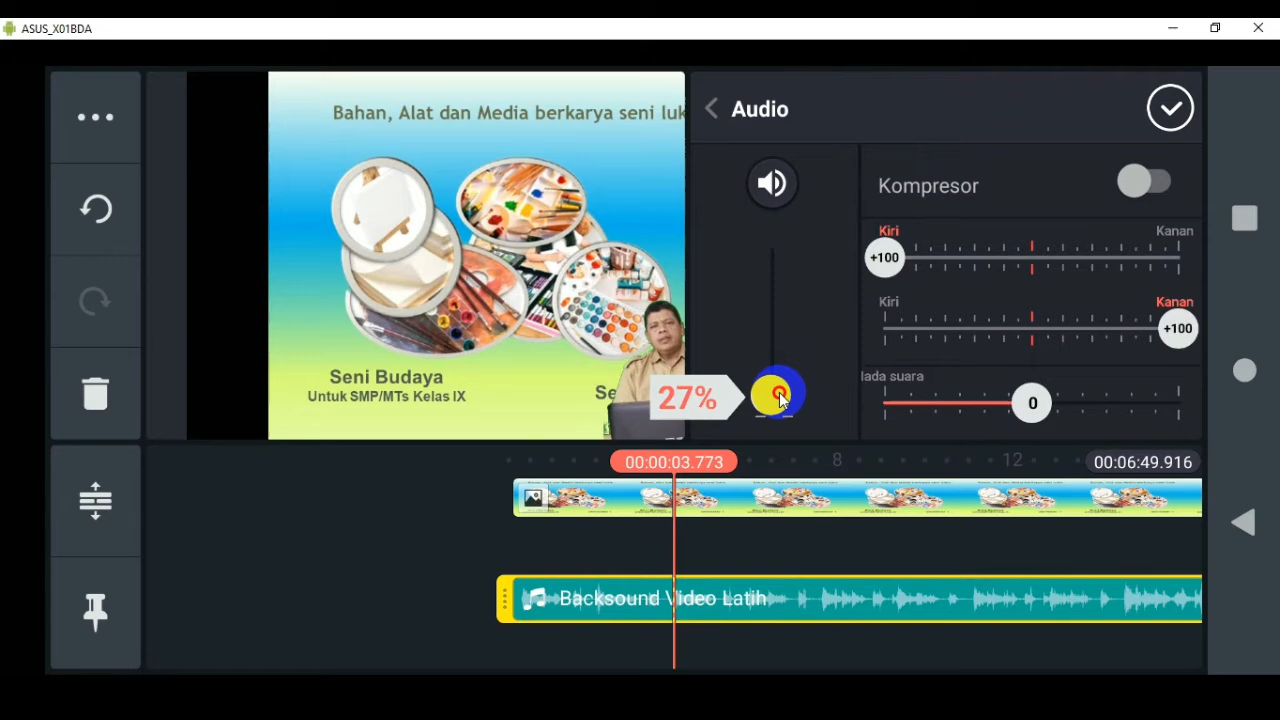 ASUS_X01BDA
Bahan, Alat dan Media berkarya seni luk
Seni Budaya
Untuk SMP/MTs Kelas IX
Se
Audio
Kompresor
Kiri
Kanan
+100
Kiri
Kanan
+100
lada suara
0
27%
00:00:03.773
8
12
00:06:49.916
Backsound Video Latih